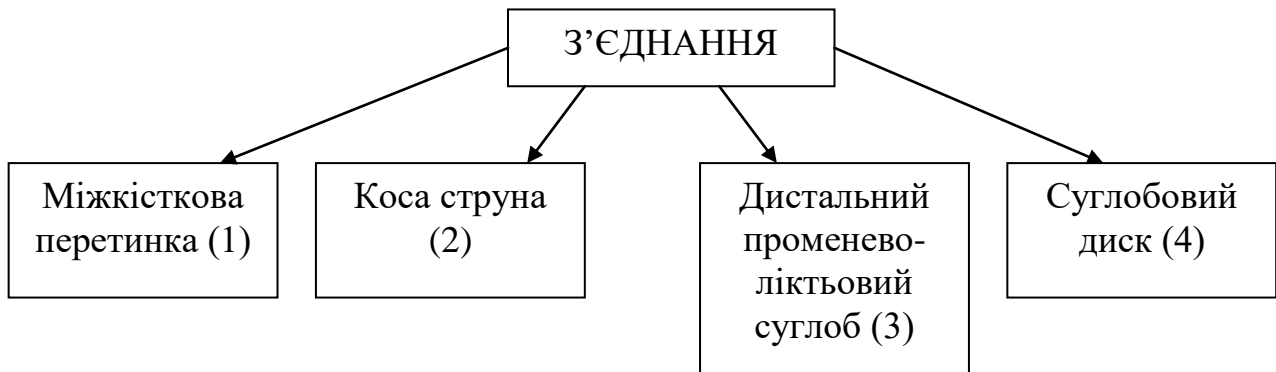 З’ЄДНАННЯ
Міжкісткова
перетинка (1)
Коса струна
(2)
Дистальний
променево-
ліктьовий
суглоб (3)
Суглобовий
диск (4)